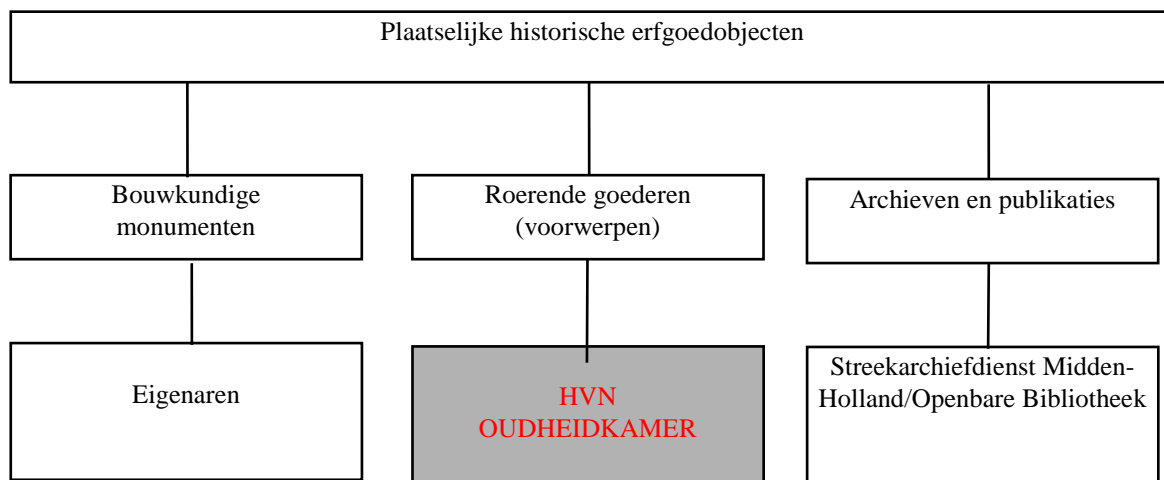 Plaatselijke historische erfgoedobjecten
Bouwkundige
monumenten
Roerende goederen
(voorwerpen)
Archieven en publikaties
Eigenaren
HVN
OUDHEIDKAMER
Streekarchiefdienst Midden-
Holland/Openbare Bibliotheek